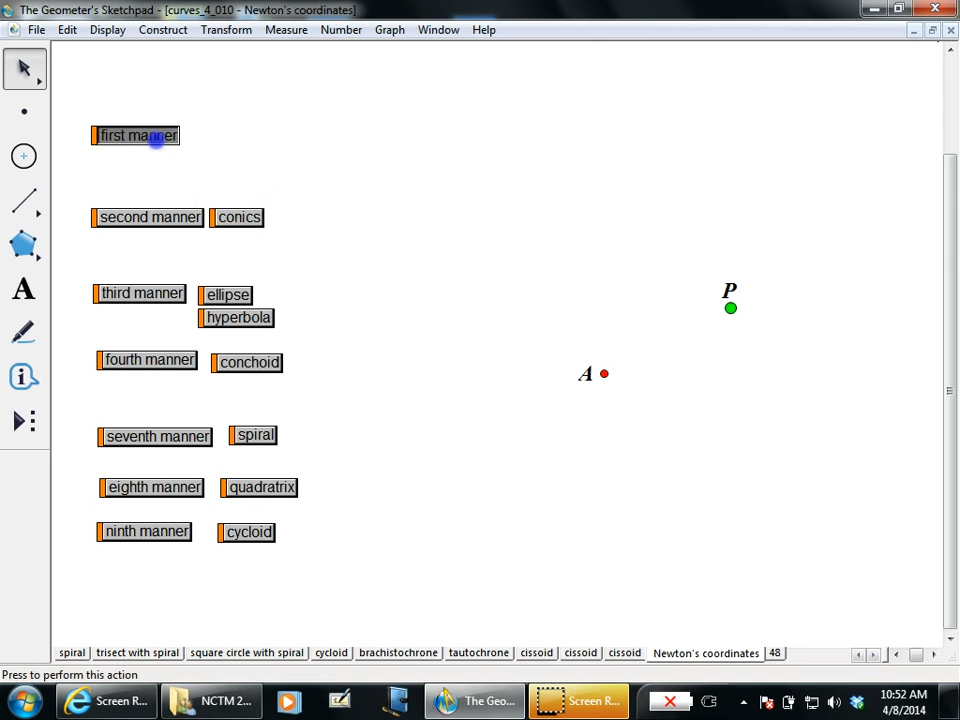 The Geometer's Sketchpad - [curves_4_010 - Newton's coordinates]
File Edit Display Construct Transform Measure Number Graph Window Help
first manner
second manner conics
P
third manner ellipse
hyperbola
fourth manner conchoid
A
seventh manner spiral
eighth manner quadratrix
ninth manner cycloid
spiral trisect with spiral square circle with spiral cycloid brachistochrone tautochrone cissoid cissoid cissoid Newton's coordinates 48
Press to perform this action
Screen R... NCTM 2... The Geo... Screen R... 10:52 AM
4/8/2014